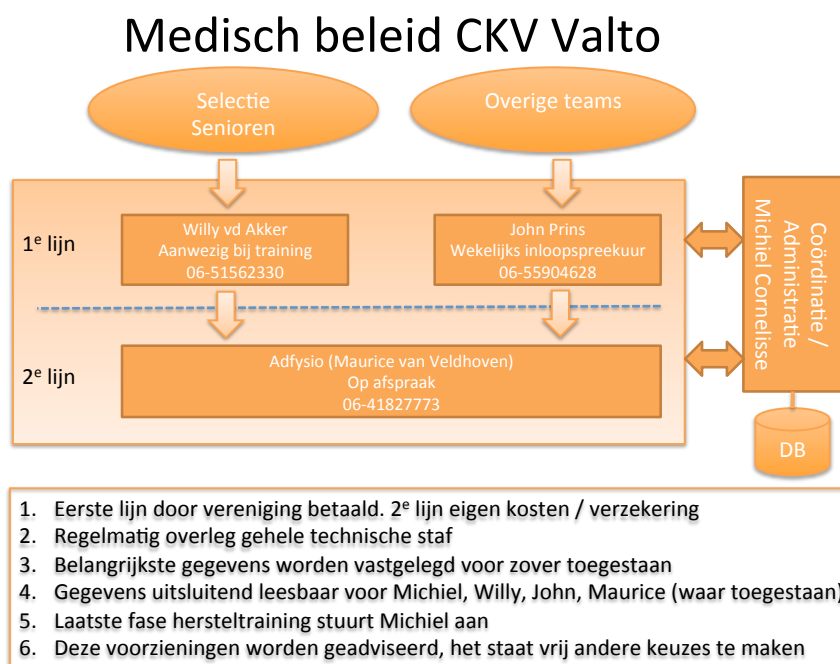 Medisch beleid CKV Valto
Selectie
Senioren
Overige teams
1e lijn
Willy vd Akker
Aanwezig bij training
06-51562330
John Prins
Wekelijks inloopspreekuur
06-55904628
Coördinatie /
Administratie
Michiel Cornelisse
2e lijn
Adfysio (Maurice van Veldhoven)
Op afspraak
06-41827773
DB
1. Eerste lijn door vereniging betaald. 2e lijn eigen kosten / verzekering
2. Regelmatig overleg gehele technische staf
3. Belangrijkste gegevens worden vastgelegd voor zover toegestaan
4. Gegevens uitsluitend leesbaar voor Michiel, Willy, John, Maurice (waar toegestaan)
5. Laatste fase hersteltraining stuurt Michiel aan
6. Deze voorzieningen worden geadviseerd, het staat vrij andere keuzes te maken